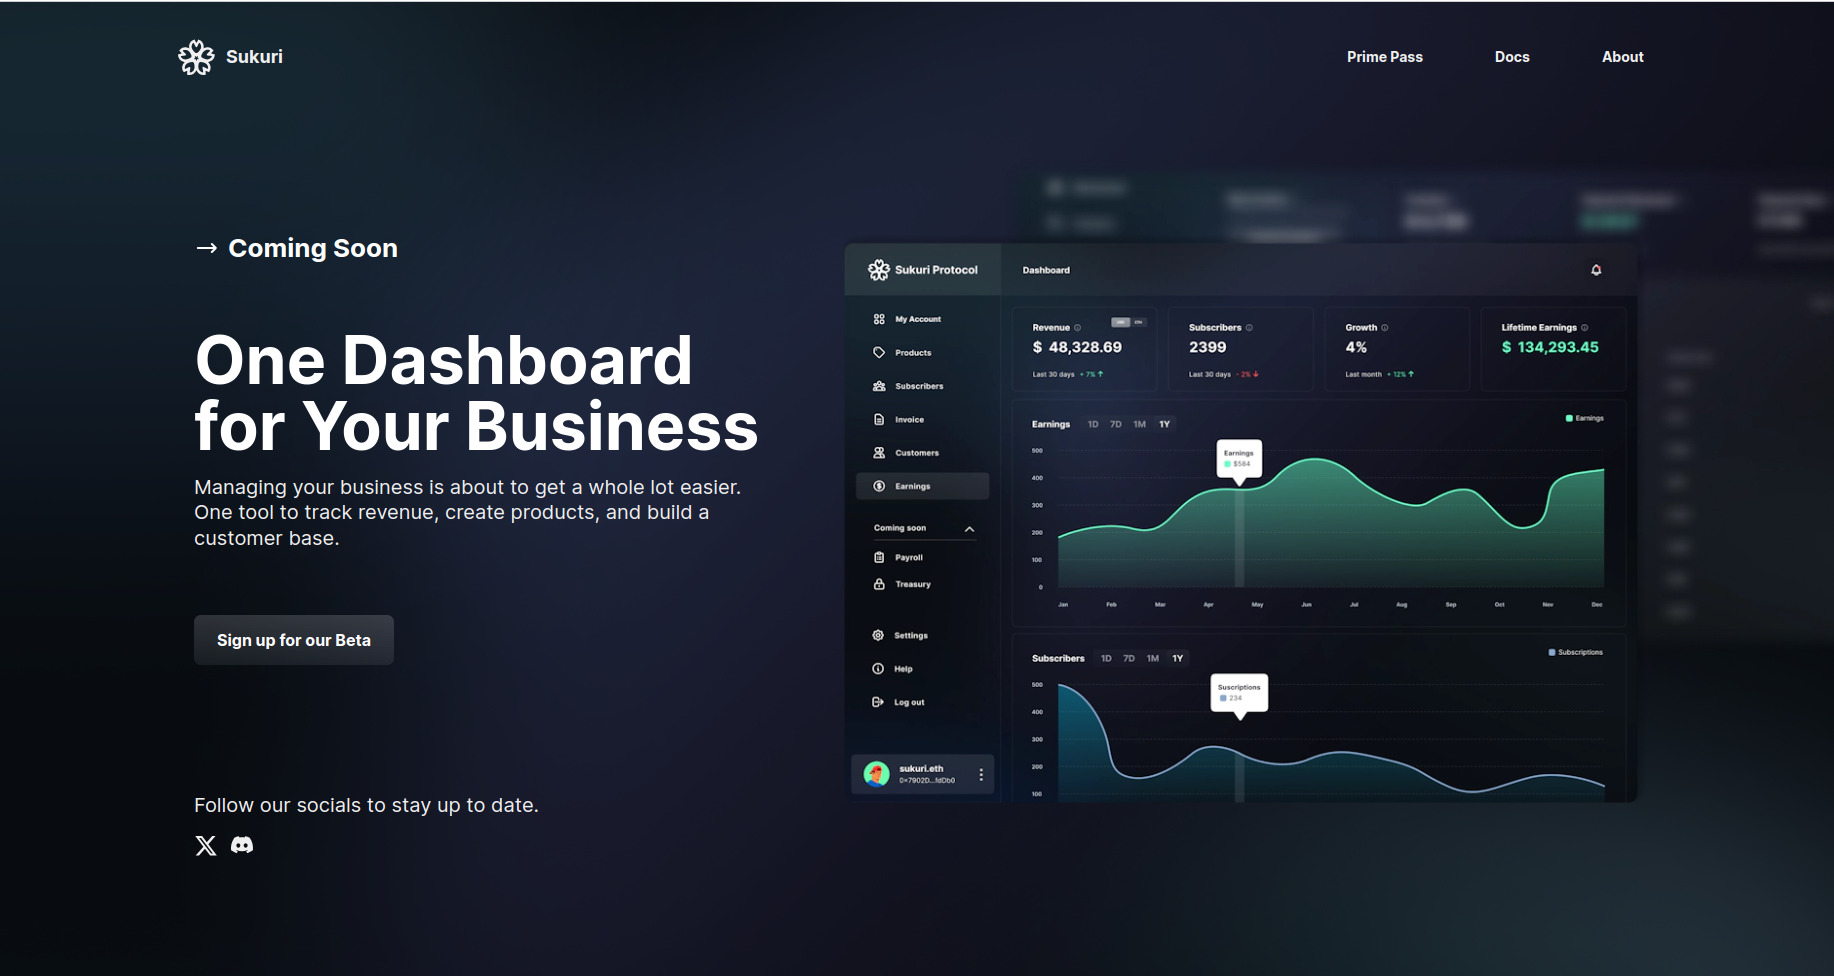 Sukuri
Prime Pass
Docs
About
→ Coming Soon
One Dashboard
for Your Business
Managing your business is about to get a whole lot easier.
One tool to track revenue, create products, and build a
customer base.
Sign up for our Beta
Follow our socials to stay up to date.
Sukuri Protocol
My Account
Products
Subscribers
Invoice
Customers
Earnings
Coming soon
Payroll
Treasury
Settings
Help
Log out
sukuri.eth
0x7902D...fdDb0
Dashboard
Revenue
$ 48,328.69
Last 30 days + 7% ↑
Subscribers
2399
Last 30 days - 2% ↓
Growth
4%
Last month + 12% ↑
Lifetime Earnings
$ 134,293.45
Earnings 1D 7D 1M 1Y
Earnings
500
400
300
200
100
0
Earnings
$584
Jan Feb Mar Apr May Jun Jul Aug Sep Oct Nov Dec
Subscribers 1D 7D 1M 1Y
Subscriptions
500
400
300
200
100
Suscriptions
234